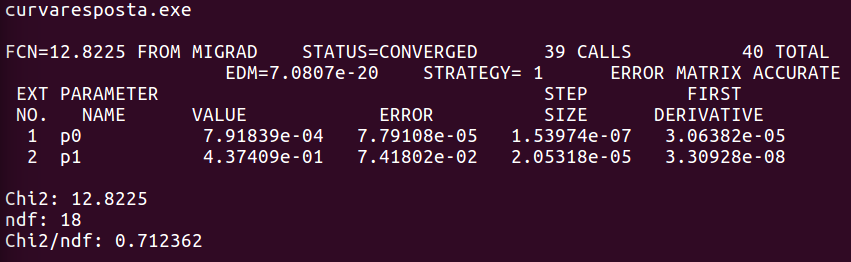 curvaresposta.exe
FCN=12.8225 FROM MIGRAD    STATUS=CONVERGED      39 CALLS          40 TOTAL
                     EDM=7.0807e-20    STRATEGY= 1      ERROR MATRIX ACCURATE
 EXT PARAMETER                                   STEP         FIRST
 NO.   NAME      VALUE            ERROR          SIZE      DERIVATIVE
  1  p0           7.91839e-04   7.79108e-05   1.53974e-07   3.06382e-05
  2  p1           4.37409e-01   7.41802e-02   2.05318e-05   3.30928e-08
Chi2: 12.8225
ndf: 18
Chi2/ndf: 0.712362